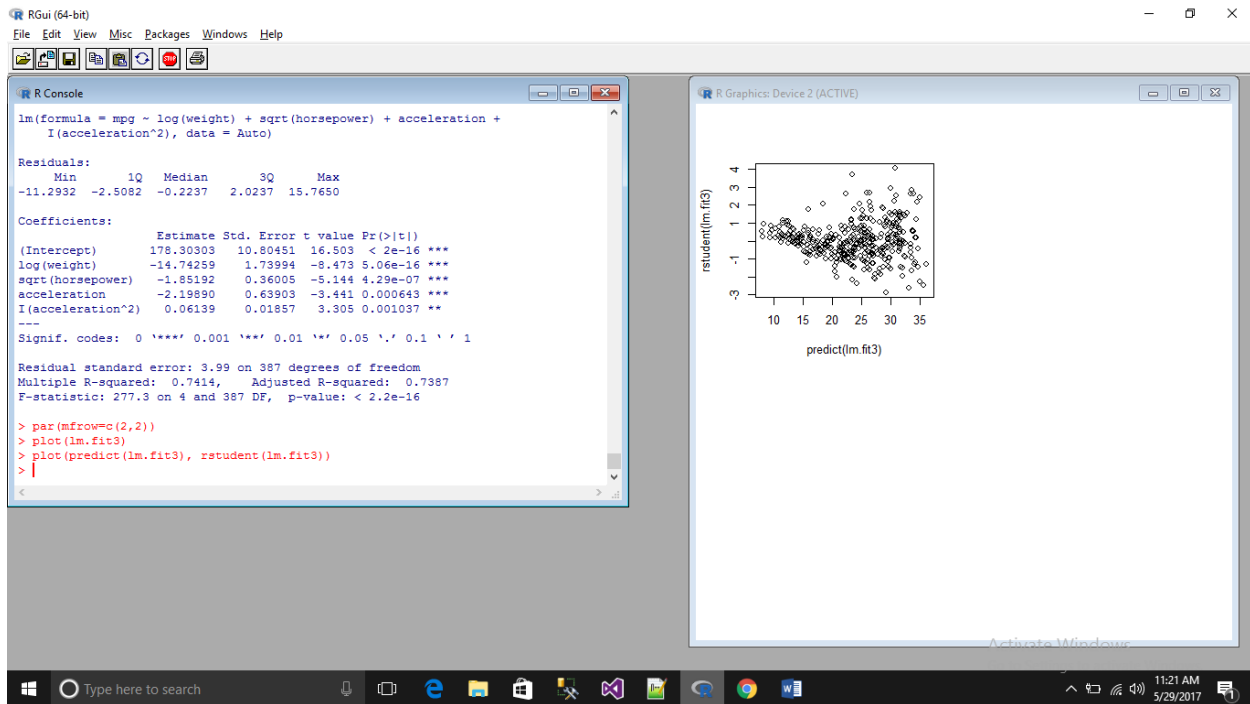 RGui (64-bit)
File Edit View Misc Packages Windows Help
STOP
R Console
lm(formula = mpg ~ log(weight) + sqrt(horsepower) + acceleration +
I(acceleration^2), data = Auto)
Residuals:
Min 1Q Median 3Q Max
-11.2932 -2.5082 -0.2237 2.0237 15.7650
Coefficients:
Estimate Std. Error t value Pr(>|t|)
(Intercept) 178.30303 10.80451 16.503 < 2e-16 ***
log(weight) -14.74259 1.73994 -8.473 5.06e-16 ***
sqrt(horsepower) -1.85192 0.36005 -5.144 4.29e-07 ***
acceleration -2.19890 0.63903 -3.441 0.000643 ***
I(acceleration^2) 0.06139 0.01857 3.305 0.001037 **
---
Signif. codes: 0 ‘***’ 0.001 ‘**’ 0.01 ‘*’ 0.05 ‘.’ 0.1 ‘ ’ 1
Residual standard error: 3.99 on 387 degrees of freedom
Multiple R-squared: 0.7414, Adjusted R-squared: 0.7387
F-statistic: 277.3 on 4 and 387 DF, p-value: < 2.2e-16
> par(mfrow=c(2,2))
> plot(lm.fit3)
> plot(predict(lm.fit3), rstudent(lm.fit3))
>
R Graphics: Device 2 (ACTIVE)
rstudent(lm.fit3)
4
3
2
1
-1
-3
10 15 20 25 30 35
predict(lm.fit3)
Activate Windows
Type here to search
11:21 AM
5/29/2017
1